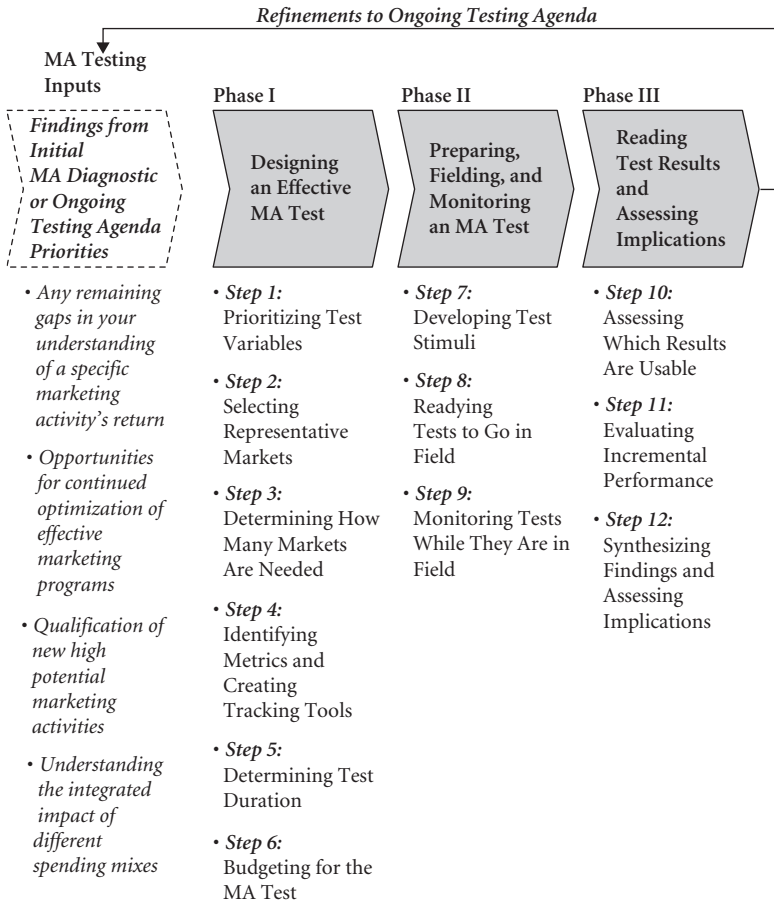 Refinements to Ongoing Testing Agenda
MA Testing
Inputs
Findings from
Initial
MA Diagnostic
or Ongoing
Testing Agenda
Priorities
• Any remaining
gaps in your
understanding
of a specific
marketing
activity's return
• Opportunities
for continued
optimization of
effective
marketing
programs
• Qualification of
new high
potential
marketing
activities
• Understanding
the integrated
impact of
different
spending mixes
Phase I
Designing
an Effective
MA Test
• Step 1:
Prioritizing Test
Variables
• Step 2:
Selecting
Representative
Markets
• Step 3:
Determining How
Many Markets
Are Needed
• Step 4:
Identifying
Metrics and
Creating
Tracking Tools
• Step 5:
Determining Test
Duration
• Step 6:
Budgeting for the
MA Test
Phase II
Preparing,
Fielding, and
Monitoring
an MA Test
• Step 7:
Developing Test
Stimuli
• Step 8:
Readying
Tests to Go in
Field
• Step 9:
Monitoring Tests
While They Are in
Field
Phase III
Reading
Test Results
and
Assessing
Implications
• Step 10:
Assessing
Which Results
Are Usable
• Step 11:
Evaluating
Incremental
Performance
• Step 12:
Synthesizing
Findings and
Assessing
Implications